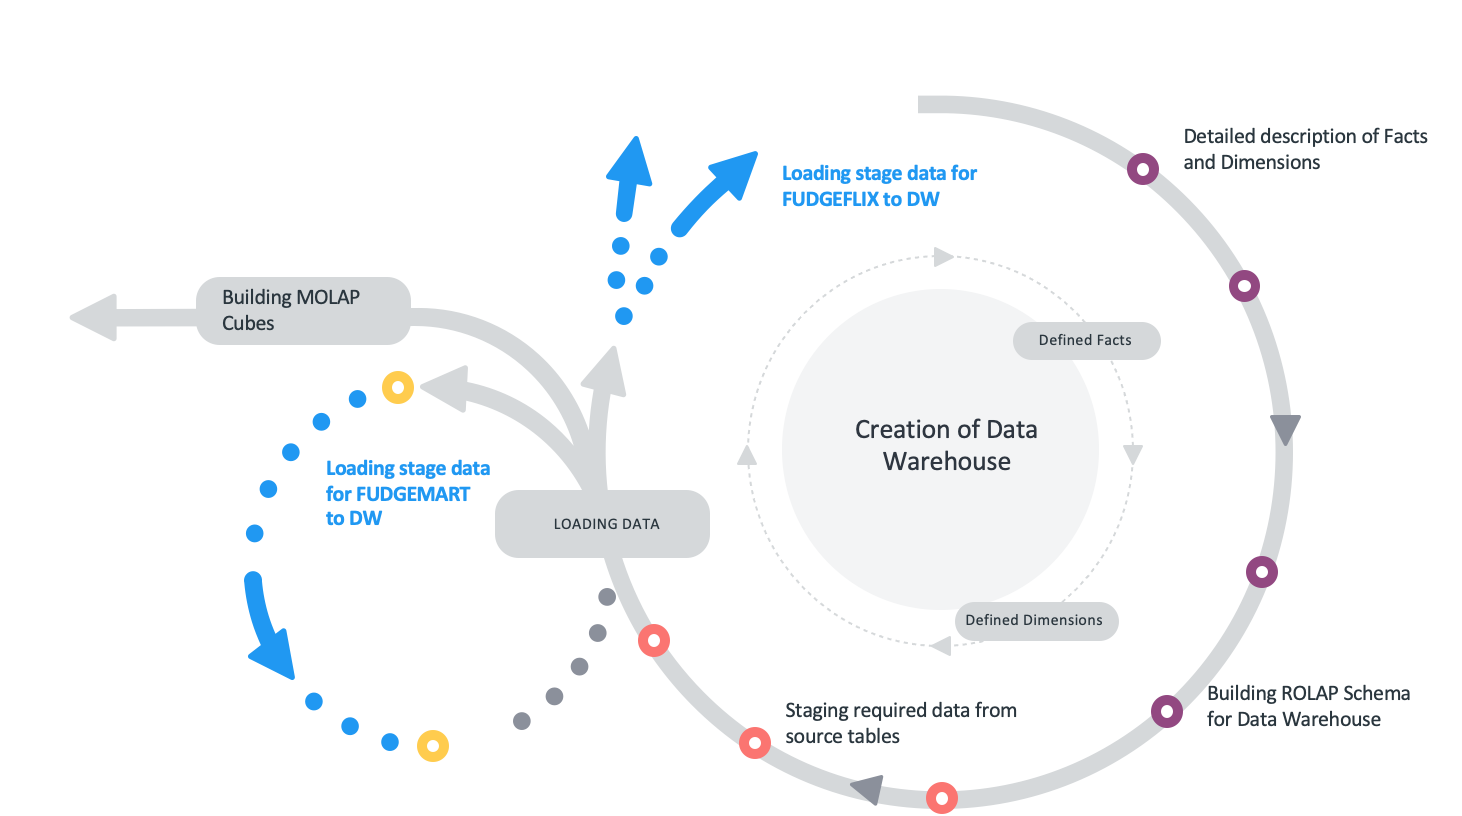 Detailed description of Facts
and Dimensions
Loading stage data for
FUDGEFLIX to DW
Building MOLAP
Cubes
Defined Facts
Creation of Data
Warehouse
Loading stage data
for FUDGEMART
to DW
LOADING DATA
Defined Dimensions
Building ROLAP Schema
for Data Warehouse
Staging required data from
source tables